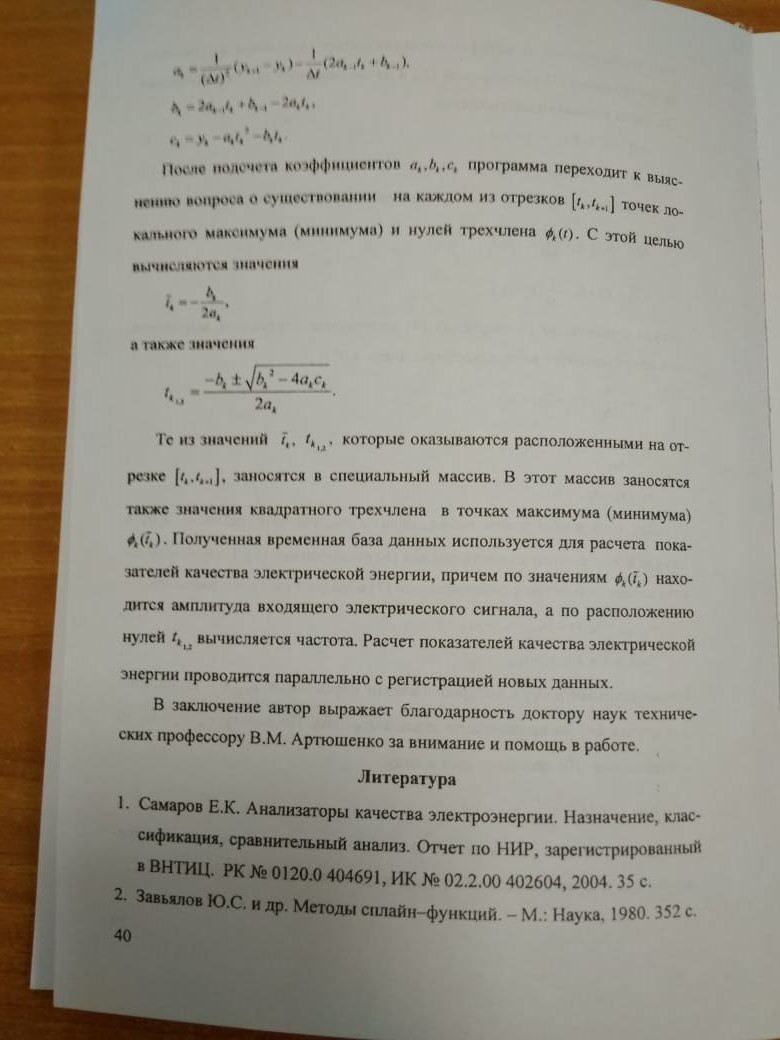 a_k = 1/(Δt)² (y_{k+1} − y_k) − 1/Δt (2a_{k−1}t_k + b_{k−1}),
b_k = 2a_{k−1}t_k + b_{k−1} − 2a_k t_k,
c_k = y_k − a_k t_k² − b_k t_k.
После подсчета коэффициентов a_k, b_k, c_k программа переходит к выяс-
нению вопроса о существовании на каждом из отрезков [t_k, t_{k+1}] точек ло-
кального максимума (минимума) и нулей трехчлена ϕ_k(t). С этой целью
вычисляются значения
t̄_k = − b_k / 2a_k,
а также значения
t_{k_{1,2}} = (−b_k ± √(b_k² − 4a_k c_k)) / 2a_k.
Те из значений t̄_k, t_{k_{1,2}}, которые оказываются расположенными на от-
резке [t_k, t_{k+1}], заносятся в специальный массив. В этот массив заносятся
также значения квадратного трехчлена в точках максимума (минимума)
ϕ_k(t̄_k). Полученная временная база данных используется для расчета пока-
зателей качества электрической энергии, причем по значениям ϕ_k(t̄_k) нахо-
дится амплитуда входящего электрического сигнала, а по расположению
нулей t_{k_{1,2}} вычисляется частота. Расчет показателей качества электрической
энергии проводится параллельно с регистрацией новых данных.
В заключение автор выражает благодарность доктору наук техниче-
ских профессору В.М. Артюшенко за внимание и помощь в работе.
Литература
1. Самаров Е.К. Анализаторы качества электроэнергии. Назначение, клас-
сификация, сравнительный анализ. Отчет по НИР, зарегистрированный
в ВНТИЦ. РК № 0120.0 404691, ИК № 02.2.00 402604, 2004. 35 с.
2. Завьялов Ю.С. и др. Методы сплайн–функций. – М.: Наука, 1980. 352 с.
40